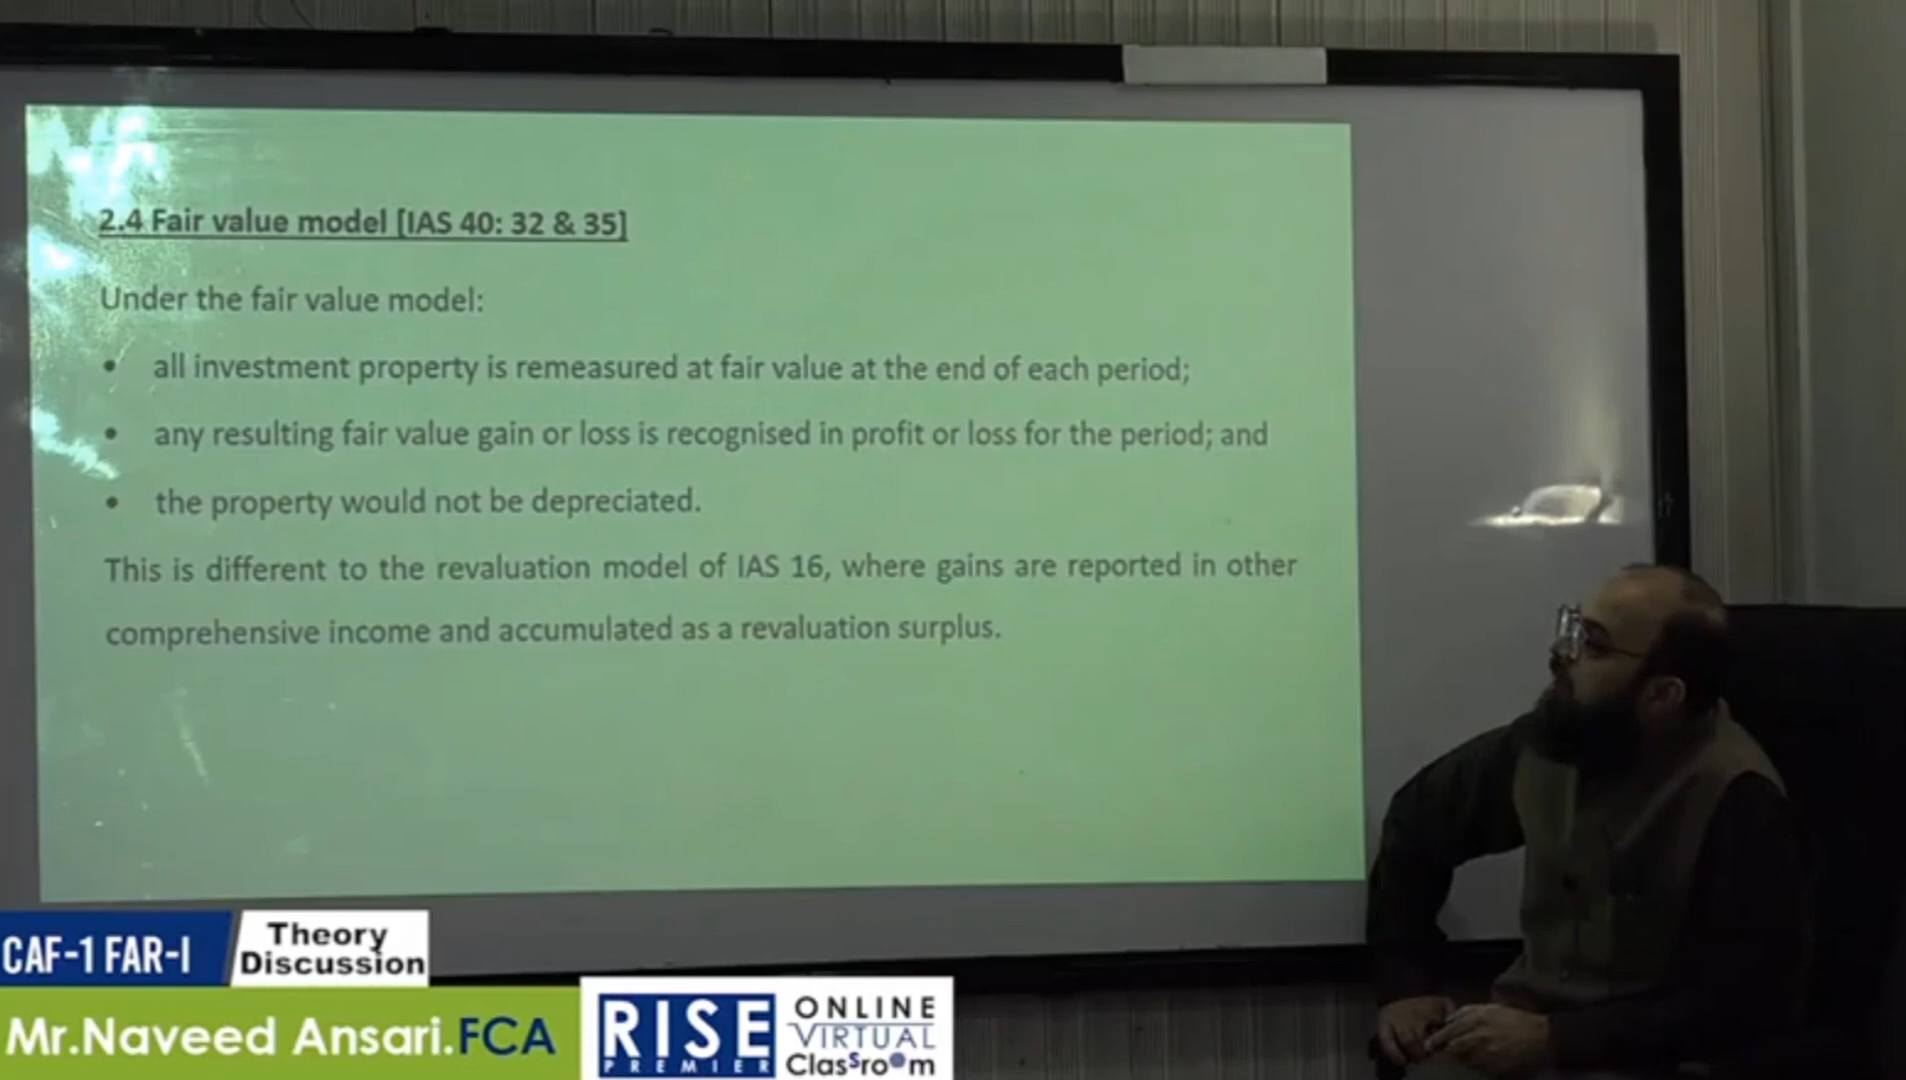 2.4 Fair value model [IAS 40: 32 & 35]
Under the fair value model:
• all investment property is remeasured at fair value at the end of each period;
• any resulting fair value gain or loss is recognised in profit or loss for the period; and
• the property would not be depreciated.
This is different to the revaluation model of IAS 16, where gains are reported in other
comprehensive income and accumulated as a revaluation surplus.
CAF-1 FAR-I
Theory
Discussion
Mr.Naveed Ansari.FCA
RISE
PREMIER
ONLINE
VIRTUAL
Classroom